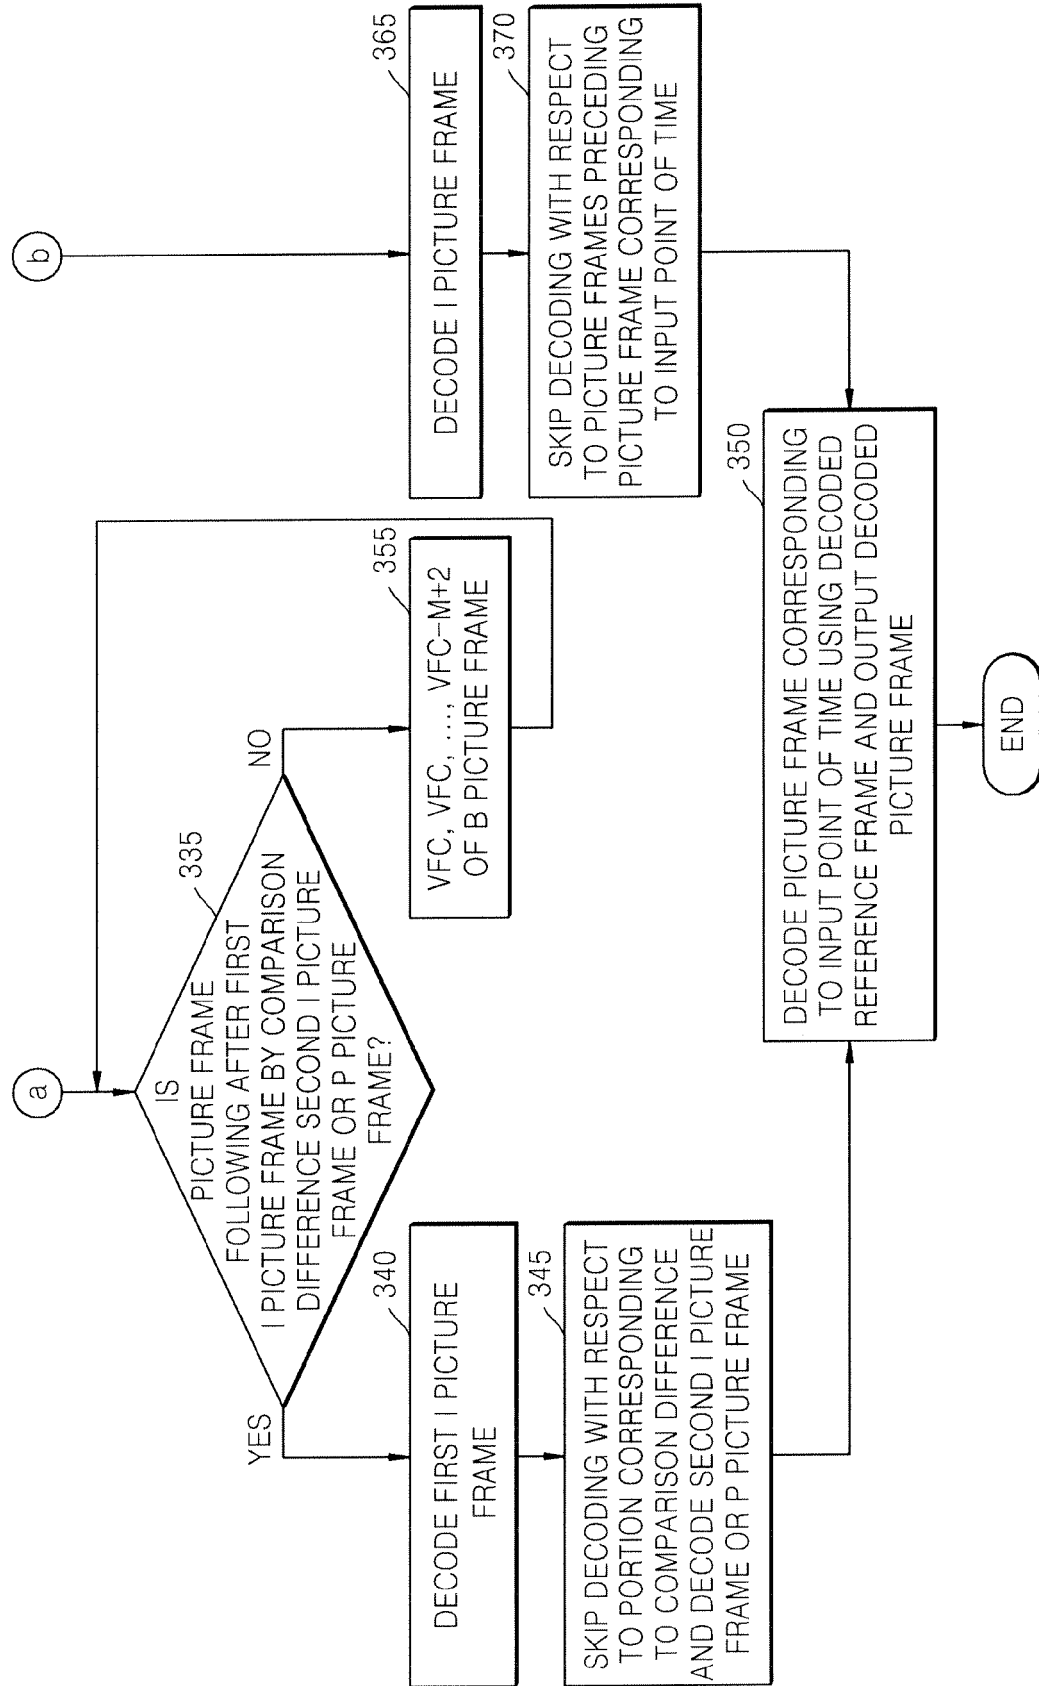 a
IS
PICTURE FRAME
FOLLOWING AFTER FIRST
I PICTURE FRAME BY COMPARISON
DIFFERENCE SECOND I PICTURE
FRAME OR P PICTURE
FRAME?
335
YES
NO
DECODE FIRST I PICTURE
FRAME
340
SKIP DECODING WITH RESPECT
TO PORTION CORRESPONDING
TO COMPARISON DIFFERENCE
AND DECODE SECOND I PICTURE
FRAME OR P PICTURE FRAME
345
VFC, VFC, ..., VFC-M+2
OF B PICTURE FRAME
355
b
DECODE I PICTURE FRAME
365
SKIP DECODING WITH RESPECT
TO PICTURE FRAMES PRECEDING
PICTURE FRAME CORRESPONDING
TO INPUT POINT OF TIME
370
DECODE PICTURE FRAME CORRESPONDING
TO INPUT POINT OF TIME USING DECODED
REFERENCE FRAME AND OUTPUT DECODED
PICTURE FRAME
350
END